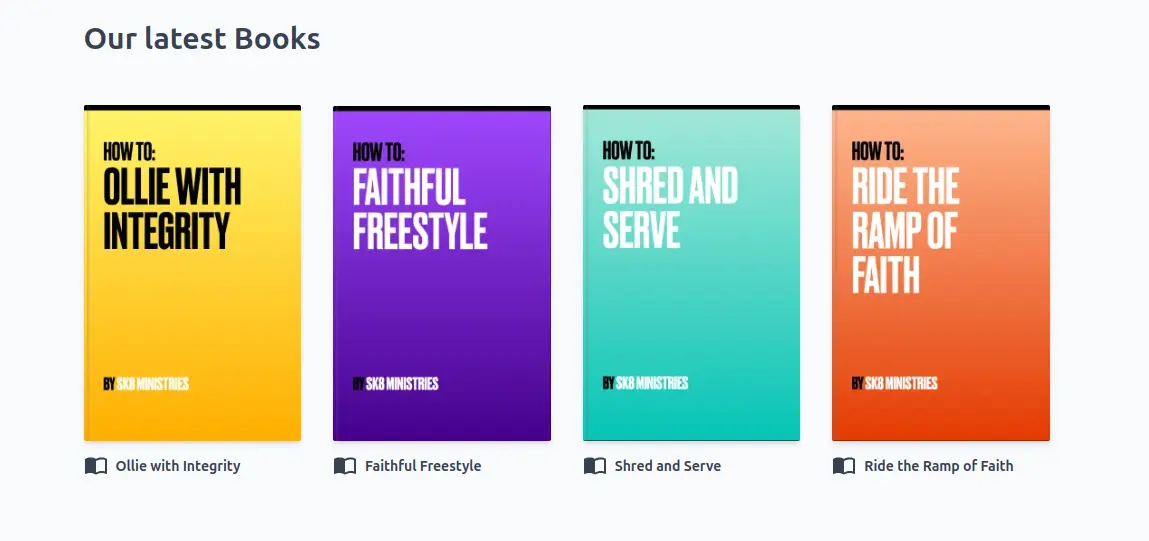 Our latest Books
HOW TO:
OLLIE WITH
INTEGRITY
BY SK8 MINISTRIES
Ollie with Integrity
HOW TO:
FAITHFUL
FREESTYLE
BY SK8 MINISTRIES
Faithful Freestyle
HOW TO:
SHRED AND
SERVE
BY SK8 MINISTRIES
Shred and Serve
HOW TO:
RIDE THE
RAMP OF
FAITH
BY SK8 MINISTRIES
Ride the Ramp of Faith